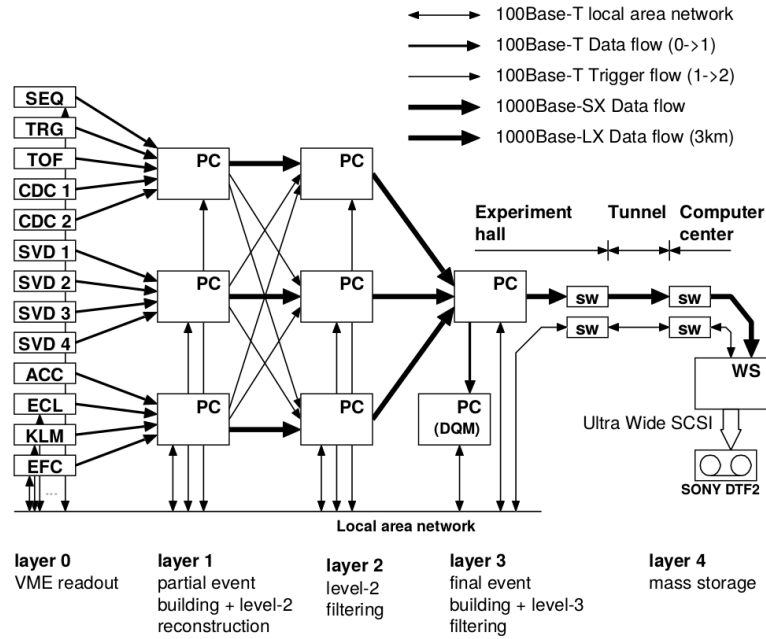 100Base-T local area network
100Base-T Data flow (0->1)
100Base-T Trigger flow (1->2)
1000Base-SX Data flow
1000Base-LX Data flow (3km)
SEQ
TRG
TOF
CDC 1
CDC 2
SVD 1
SVD 2
SVD 3
SVD 4
ACC
ECL
KLM
EFC
...
PC
PC
PC
PC
PC
PC
PC
PC
(DQM)
Experiment
hall
Tunnel
Computer
center
sw
sw
sw
sw
WS
Ultra Wide SCSI
SONY DTF2
Local area network
layer 0
VME readout
layer 1
partial event
building + level-2
reconstruction
layer 2
level-2
filtering
layer 3
final event
building + level-3
filtering
layer 4
mass storage